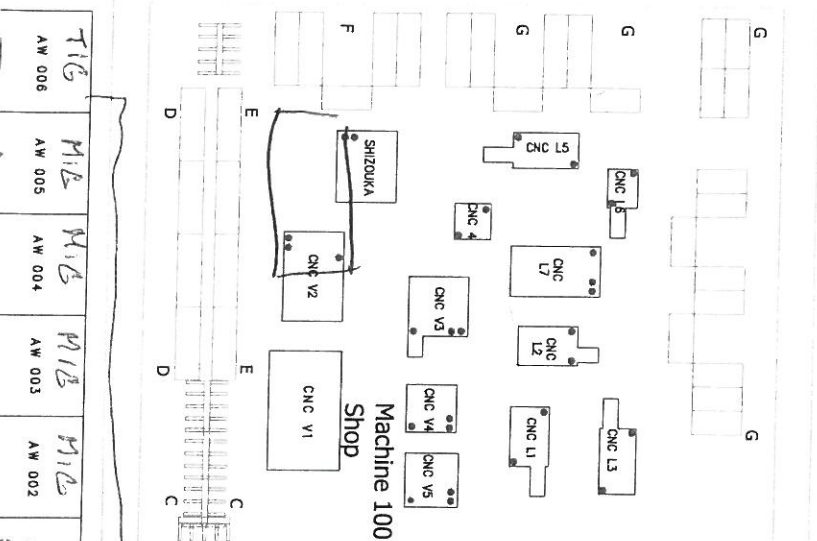 TIG
AW 006
MIG
AW 005
MIG
AW 004
MIG
AW 003
MIG
AW 002
D
D
E
E
C
C
F
G
G
G
G
SHIZOUKA
CNC V2
CNC V1
CNC L5
CNC L6
CNC 4
CNC L7
CNC V3
CNC L2
CNC V4
CNC V5
CNC L1
CNC L3
Machine 100
Shop